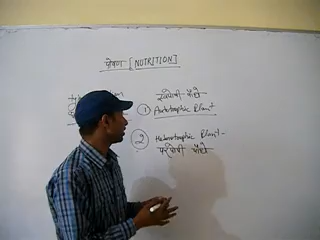 पोषण [NUTRITION]
स्वपोषी पौधे
① Autotrophic Plant
② Heterotrophic Plant-
परपोषी पौधे